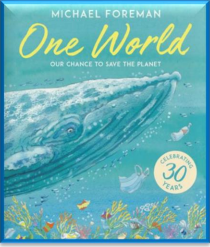 MICHAEL FOREMAN
One World
OUR CHANCE TO SAVE THE PLANET
CELEBRATING
30
YEARS